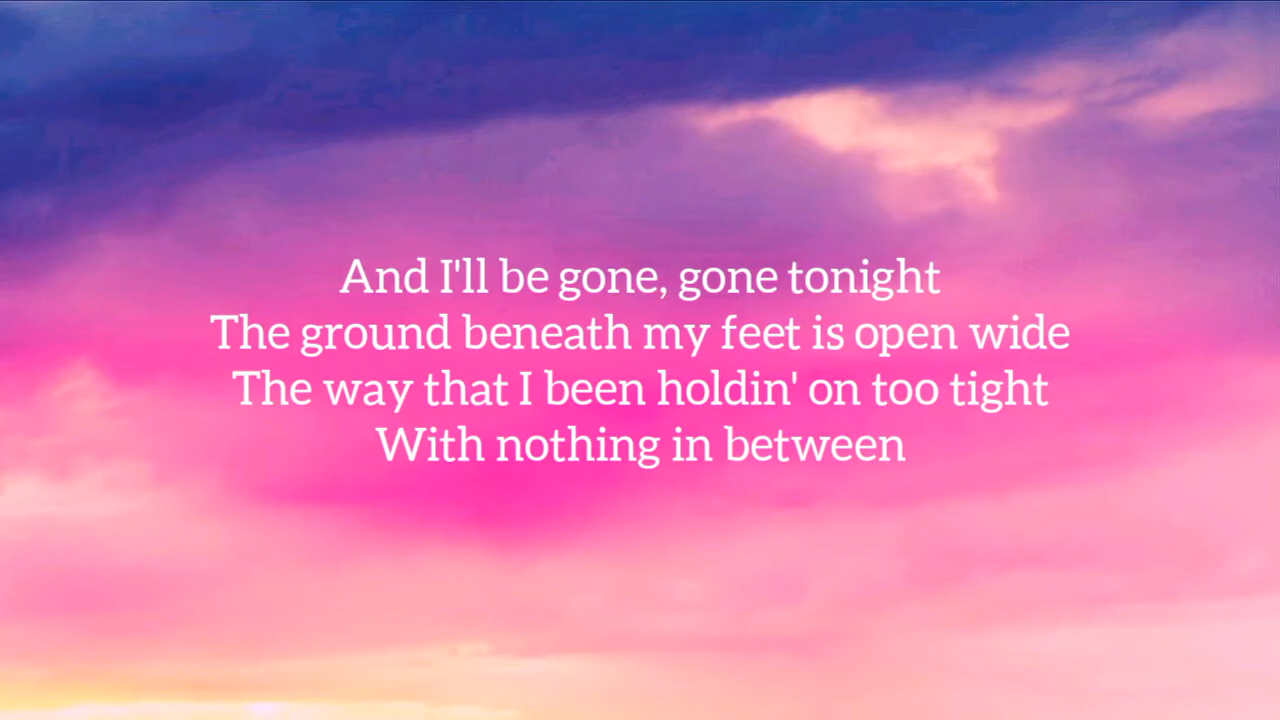 And I'll be gone, gone tonight
The ground beneath my feet is open wide
The way that I been holdin' on too tight
With nothing in between